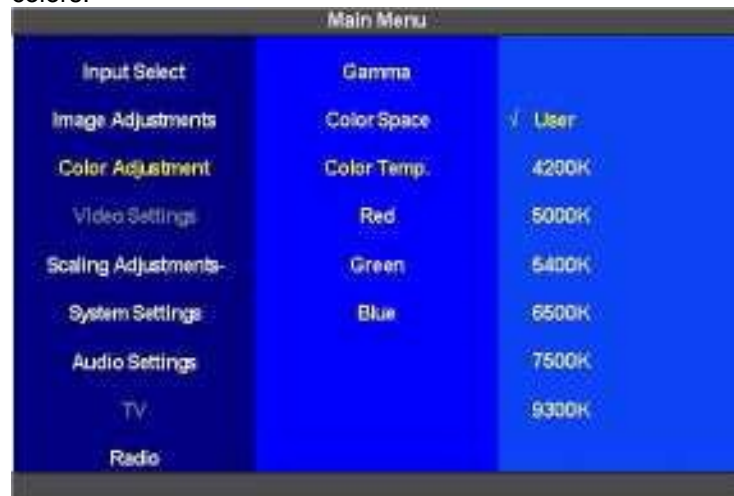 Main Menu
Input Select
Image Adjustments
Color Adjustment
Video Settings
Scaling Adjustments-
System Settings
Audio Settings
TV
Radio
Gamma
Color Space
Color Temp.
Red
Green
Blue
√ User
4200K
5000K
5400K
6500K
7500K
9300K